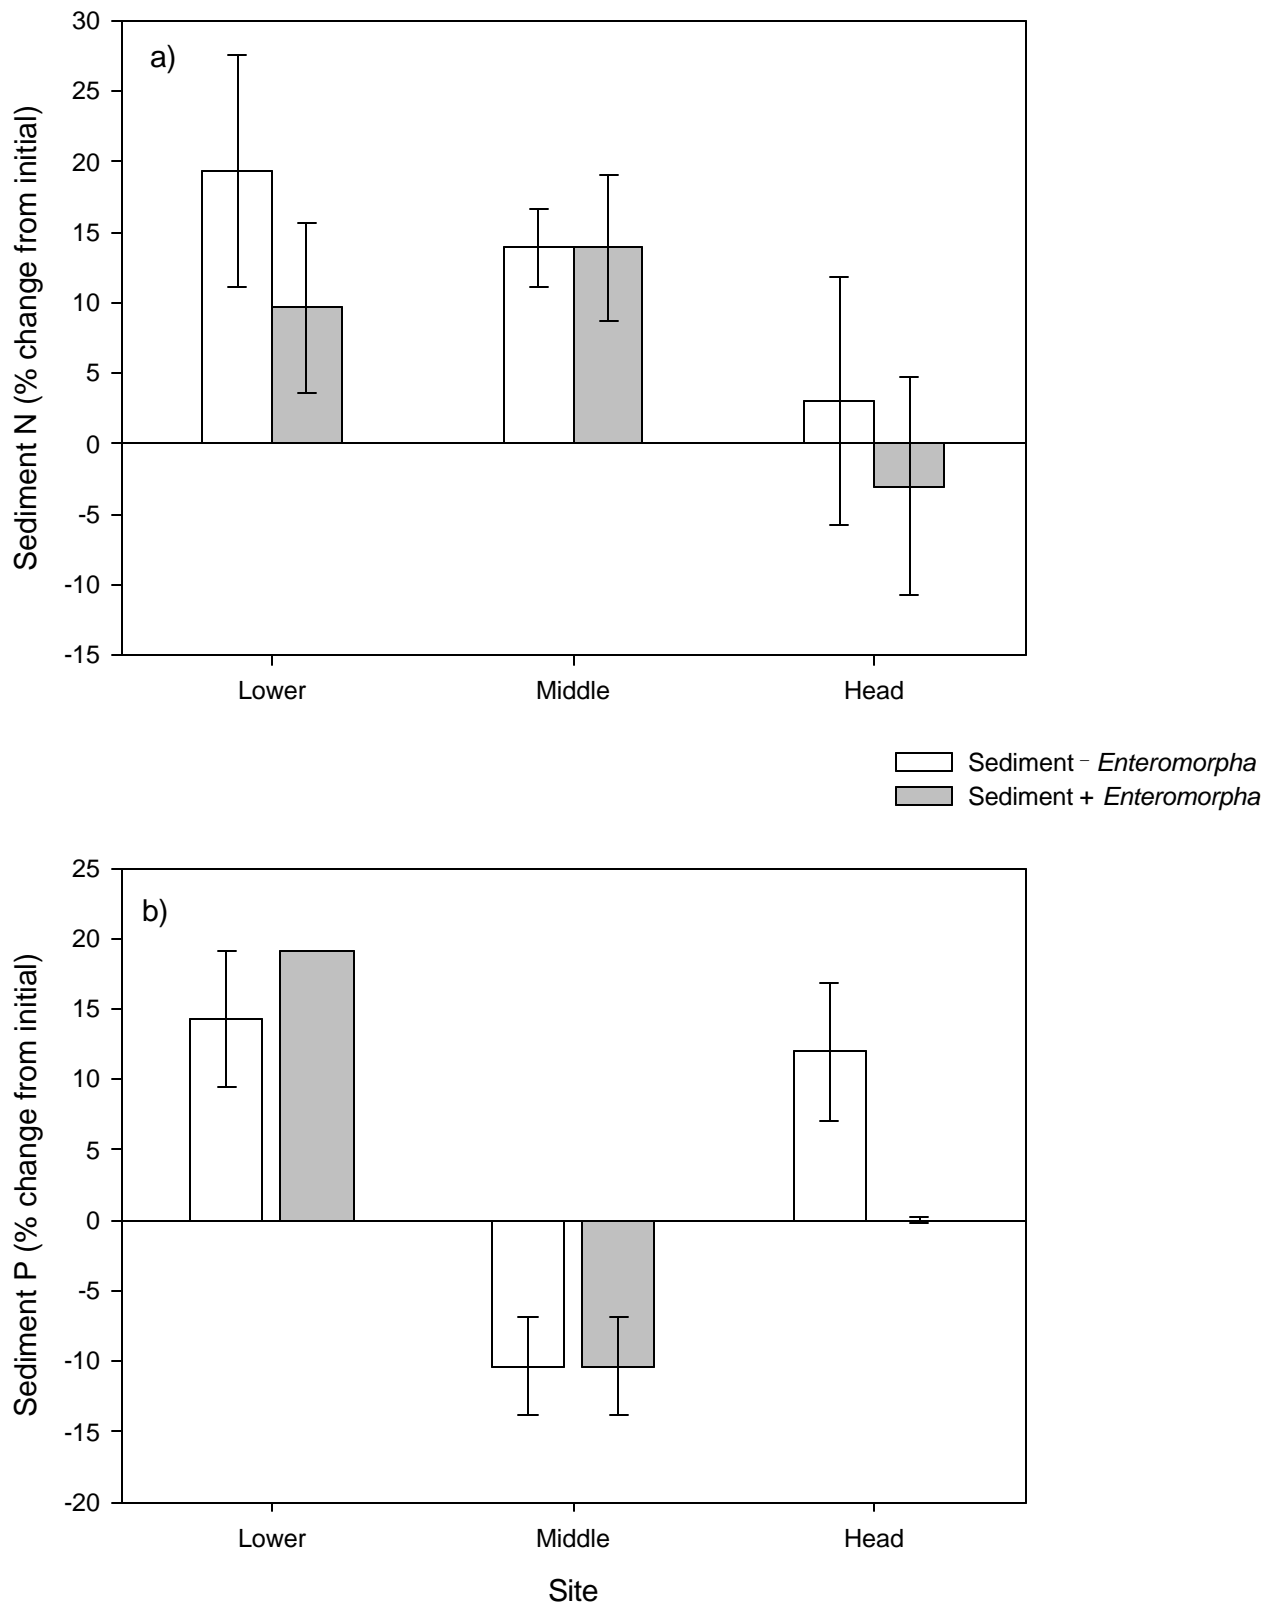 a)
Sediment N (% change from initial)
30
25
20
15
10
5
0
-5
-10
-15
Lower Middle Head
Sediment - Enteromorpha
Sediment + Enteromorpha
b)
Sediment P (% change from initial)
25
20
15
10
5
0
-5
-10
-15
-20
Lower Middle Head
Site